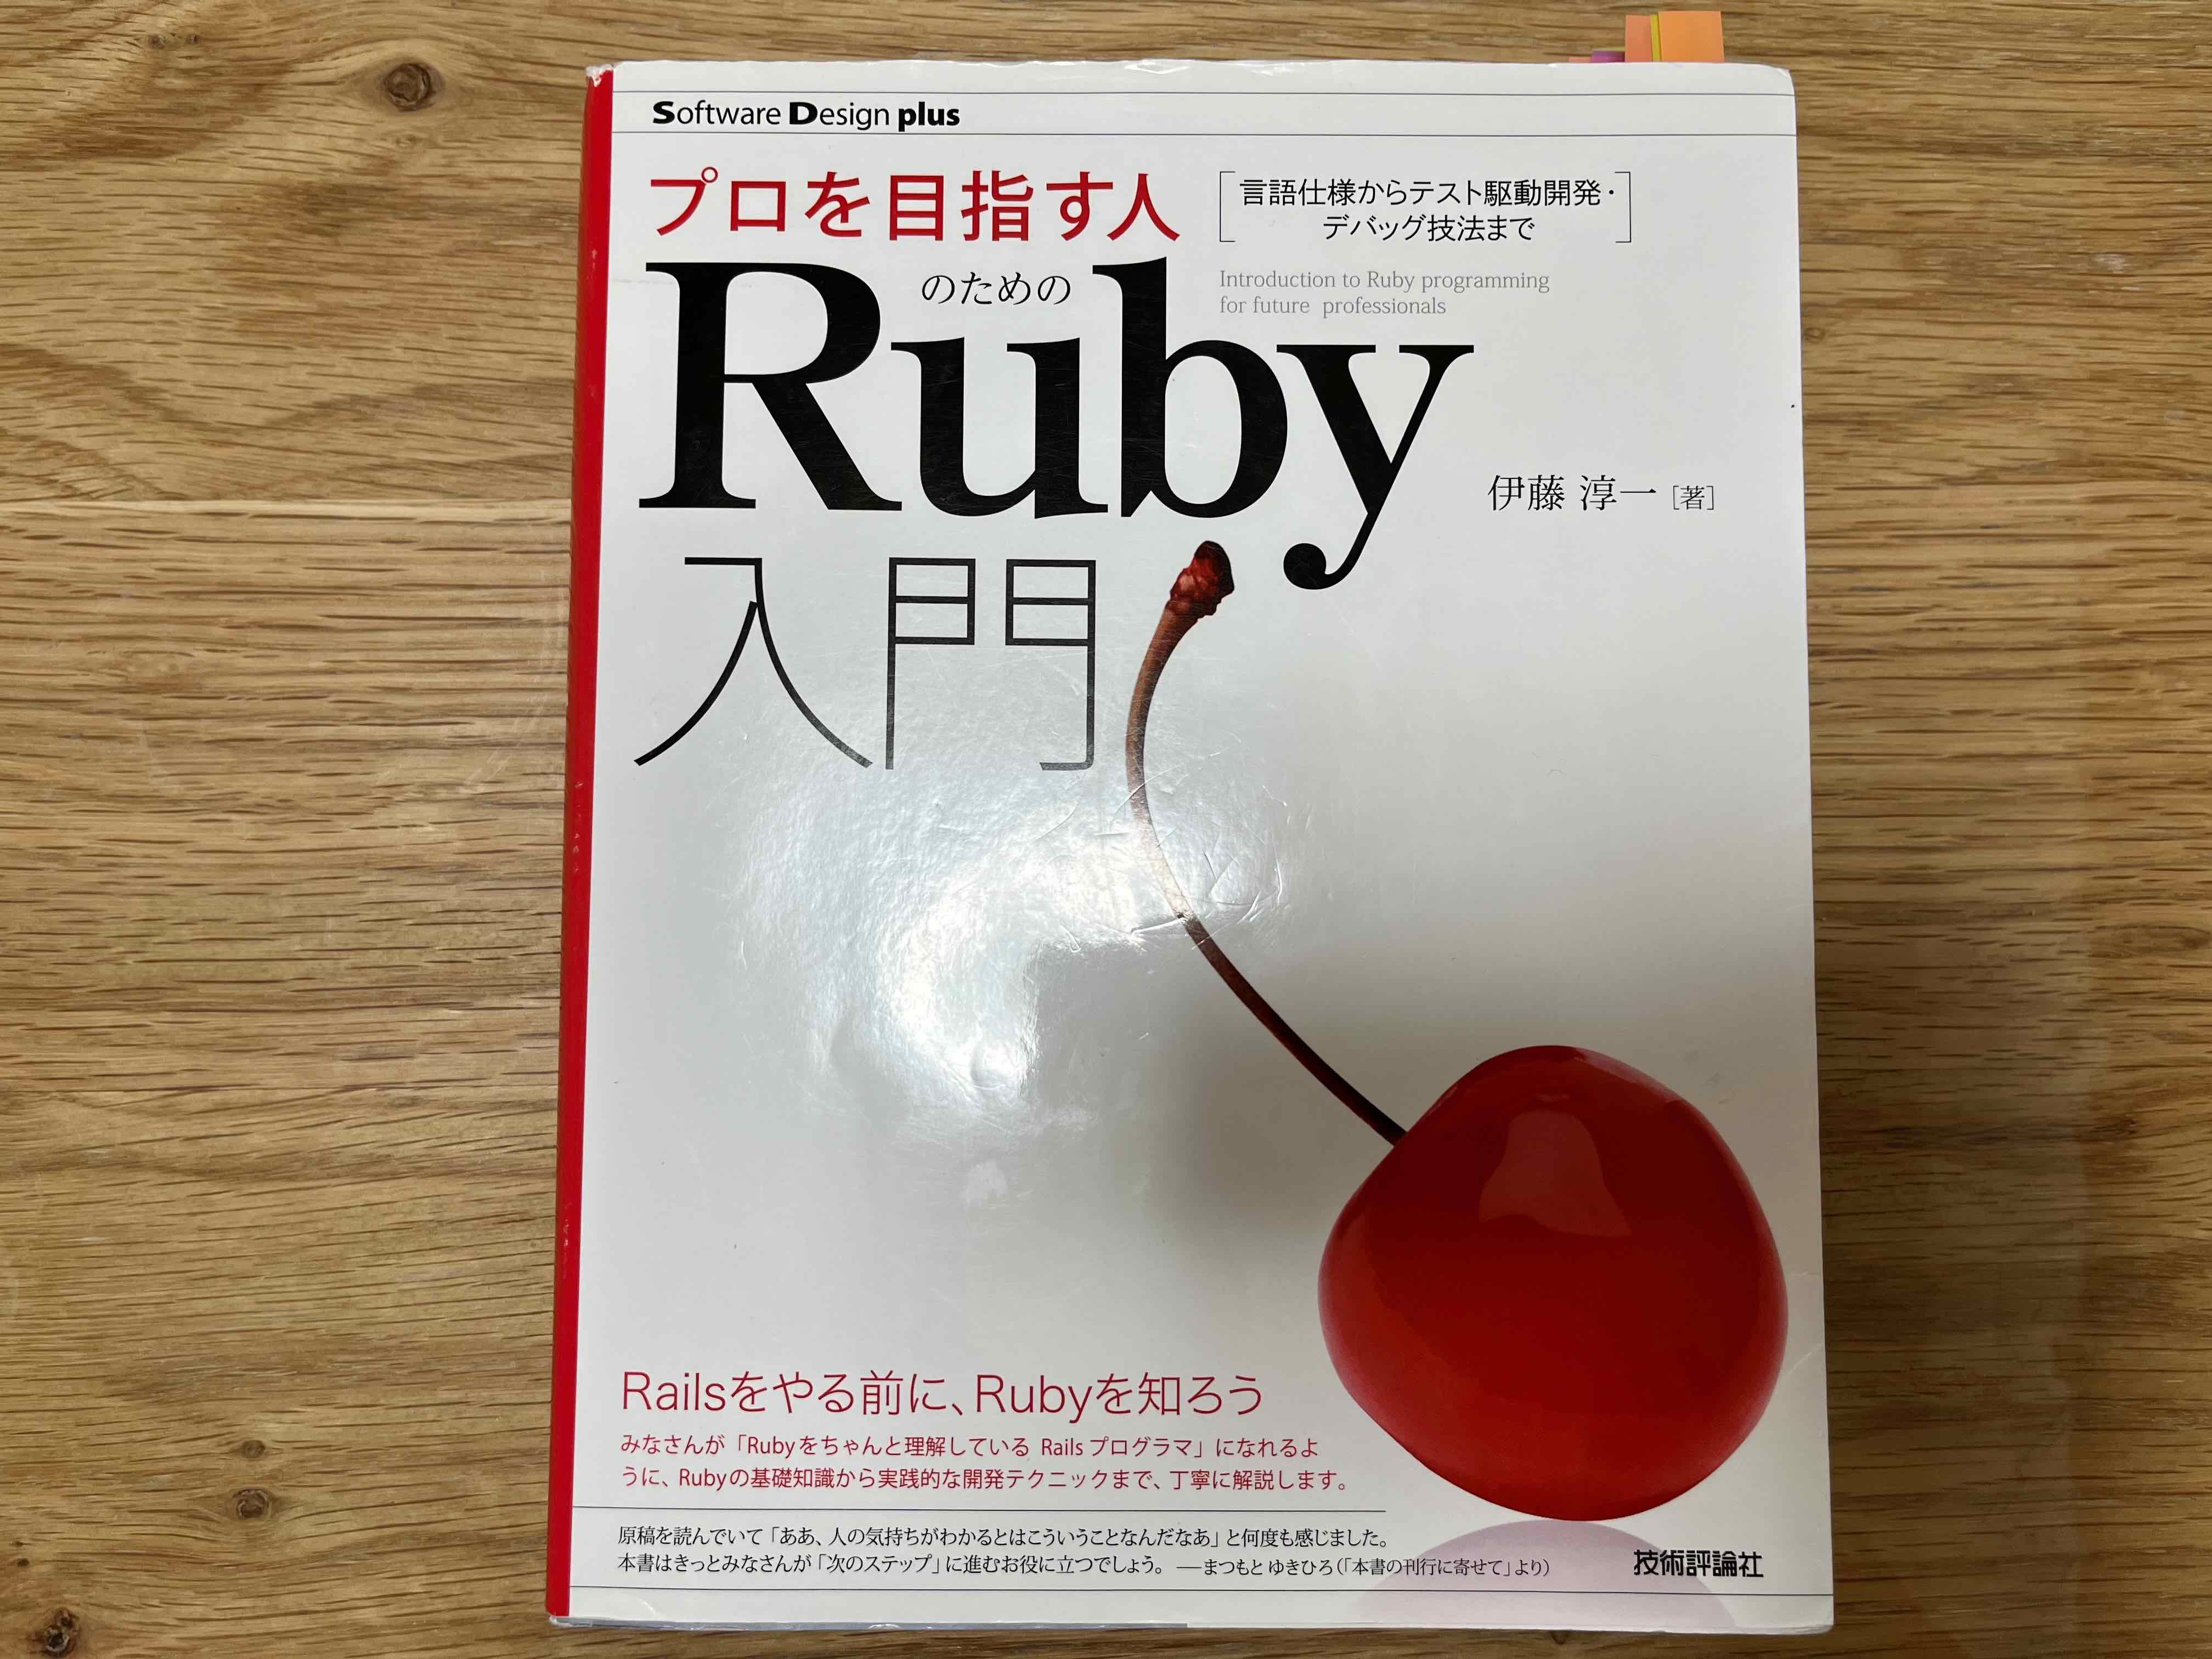 Software Design plus
プロを目指す人
のための
Ruby
入門
[言語仕様からテスト駆動開発・
デバッグ技法まで]
Introduction to Ruby programming
for future professionals
伊藤 淳一 [著]
Railsをやる前に、Rubyを知ろう
みなさんが「Rubyをちゃんと理解している Rails プログラマ」になれるよ
うに、Rubyの基礎知識から実践的な開発テクニックまで、丁寧に解説します。
原稿を読んでいて「ああ、人の気持ちがわかるとはこういうことなんだなあ」と何度も感じました。
本書はきっとみなさんが「次のステップ」に進むお役に立つでしょう。 ──まつもと ゆきひろ(「本書の刊行に寄せて」より)
技術評論社